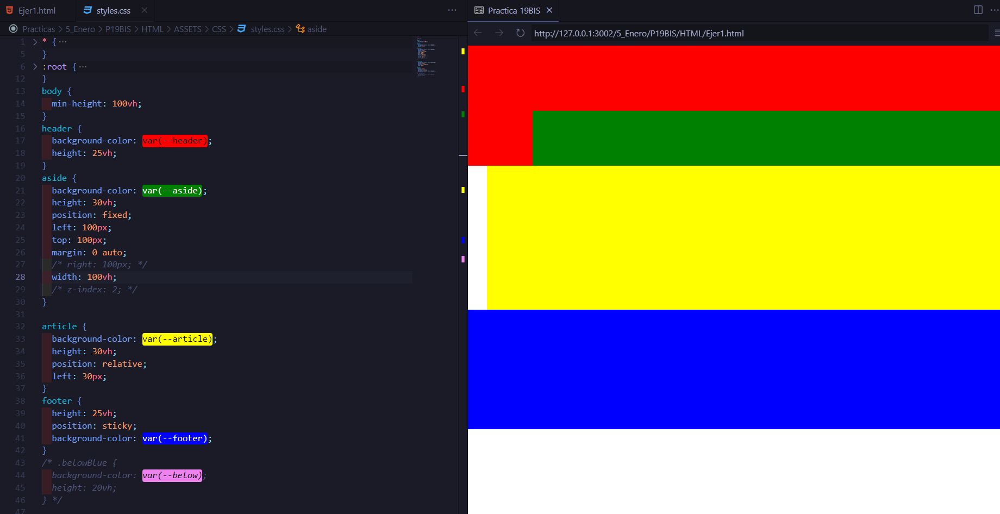 Ejer1.html
styles.css
Practica 19BIS
Practicas > 5_Enero > P19BIS > HTML > ASSETS > CSS > styles.css > aside
http://127.0.0.1:3002/5_Enero/P19BIS/HTML/Ejer1.html
1 * { ···
5 }
6 :root { ···
12 }
13 body {
14 min-height: 100vh;
15 }
16 header {
17 background-color: var(--header);
18 height: 25vh;
19 }
20 aside {
21 background-color: var(--aside);
22 height: 30vh;
23 position: fixed;
24 left: 100px;
25 top: 100px;
26 margin: 0 auto;
27 /* right: 100px; */
28 width: 100vh;
29 /* z-index: 2; */
30 }
31
32 article {
33 background-color: var(--article);
34 height: 30vh;
35 position: relative;
36 left: 30px;
37 }
38 footer {
39 height: 25vh;
40 position: sticky;
41 background-color: var(--footer);
42 }
43 /* .belowBlue {
44 background-color: var(--below);
45 height: 20vh;
46 } */
47